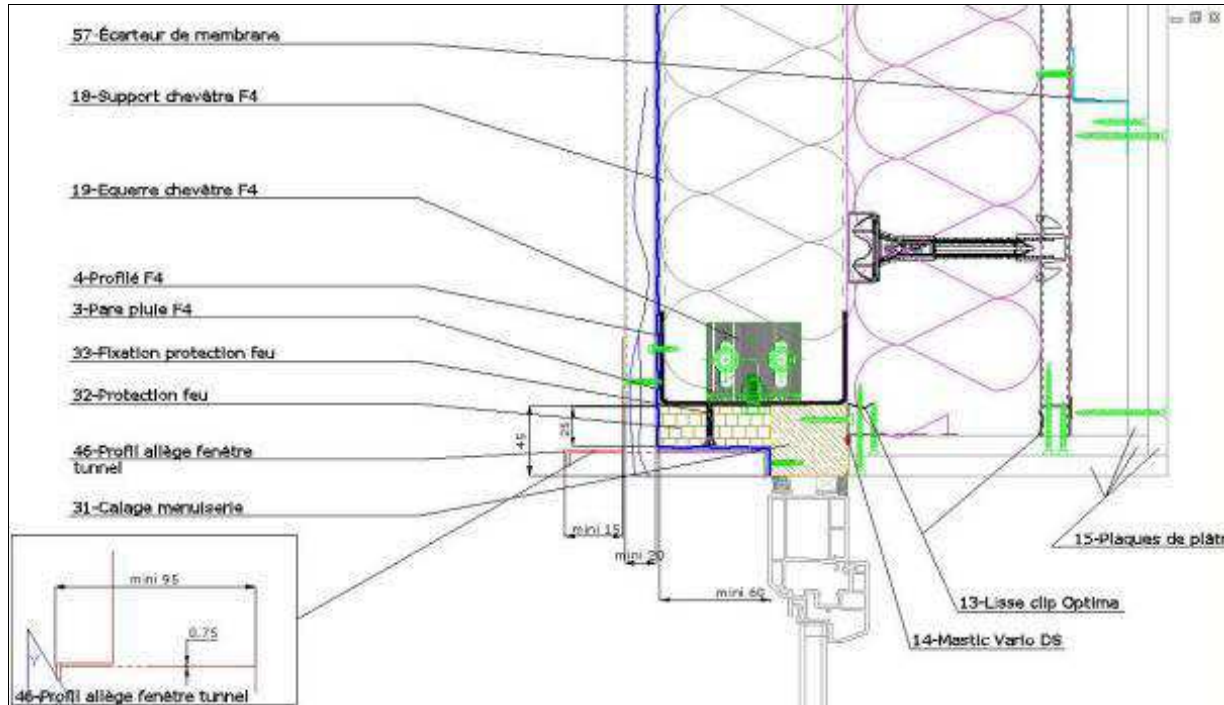 57-Écarteur de membrane
18-Support chevêtre F4
19-Equerre chevêtre F4
4-Profilé F4
3-Pare pluie F4
33-Fixation protection feu
32-Protection feu
46-Profil allège fenêtre
tunnel
31-Calage menuiserie
45
25
mini 15
mini 20
mini 60
15-Plaques de plâtr
13-Lisse clip Optima
14-Mastic Vario DS
mini 95
0.75
46-Profil allège fenêtre tunnel